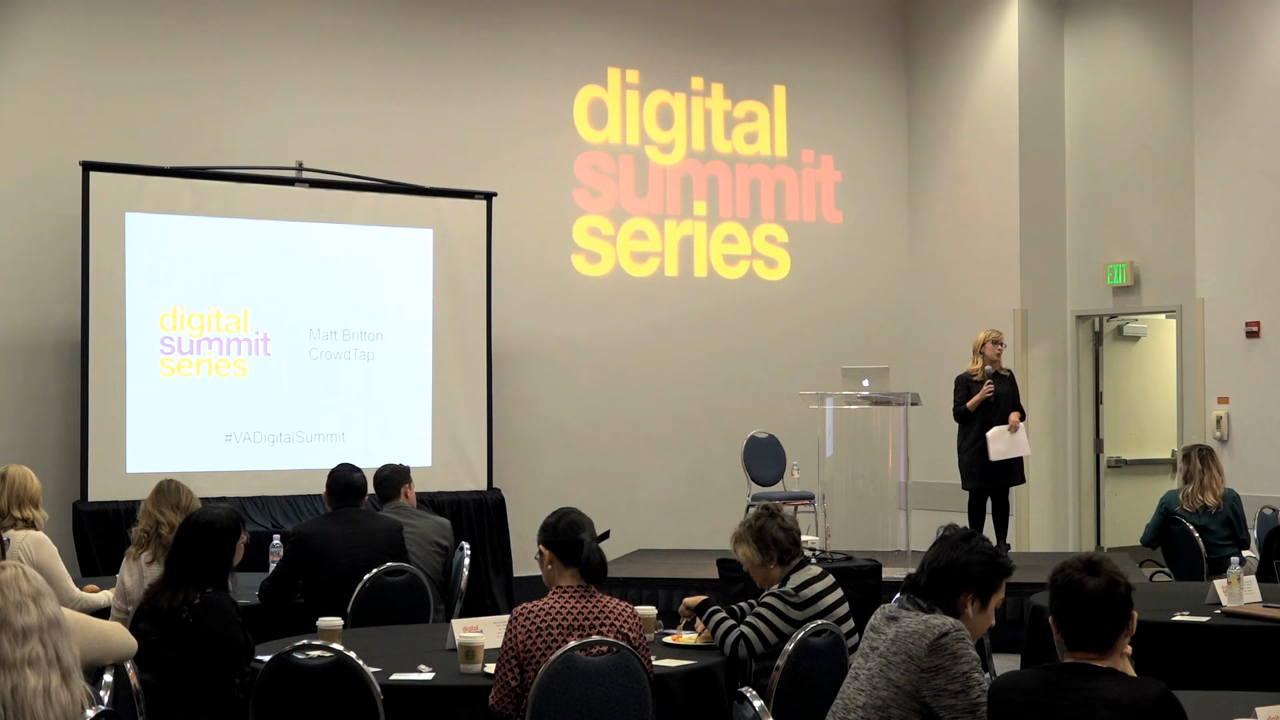 digital
summit
series
digital
summit
series
Matt Britton
CrowdTap
#VADigitalSummit
EXIT